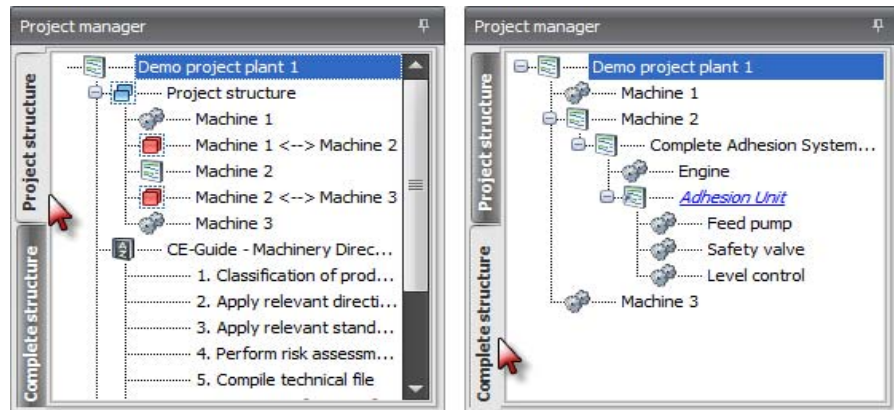 Project manager
Project structure
Complete structure
Demo project plant 1
Project structure
Machine 1
Machine 1 <--> Machine 2
Machine 2
Machine 2 <--> Machine 3
Machine 3
CE-Guide - Machinery Direc...
1. Classification of prod...
2. Apply relevant directi...
3. Apply relevant stand...
4. Perform risk assessm...
5. Compile technical file
Project manager
Project structure
Complete structure
Demo project plant 1
Machine 1
Machine 2
Complete Adhesion System...
Engine
Adhesion Unit
Feed pump
Safety valve
Level control
Machine 3